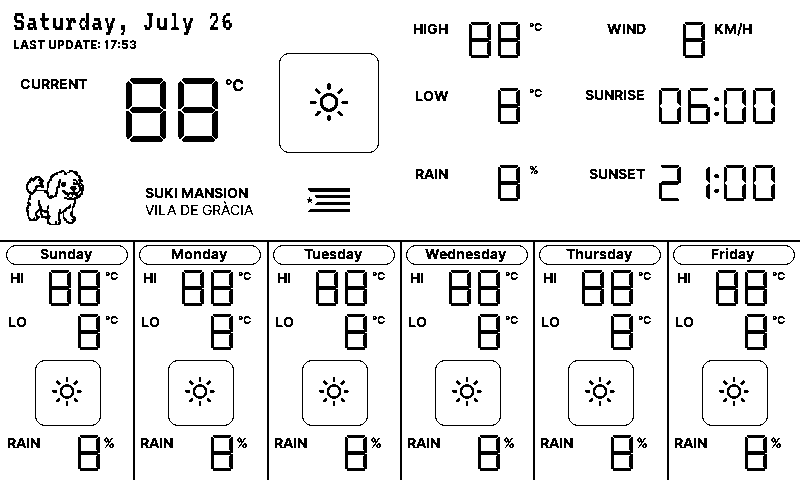 Saturday, July 26
LAST UPDATE: 17:53
CURRENT 88 °C
HIGH 88 °C
LOW 8 °C
RAIN 8 %
WIND 8 KM/H
SUNRISE 06:00
SUNSET 21:00
SUKI MANSION
VILA DE GRÀCIA
Sunday
HI 88 °C
LO 8 °C
RAIN 8 %
Monday
HI 88 °C
LO 8 °C
RAIN 8 %
Tuesday
HI 88 °C
LO 8 °C
RAIN 8 %
Wednesday
HI 88 °C
LO 8 °C
RAIN 8 %
Thursday
HI 88 °C
LO 8 °C
RAIN 8 %
Friday
HI 88 °C
LO 8 °C
RAIN 8 %